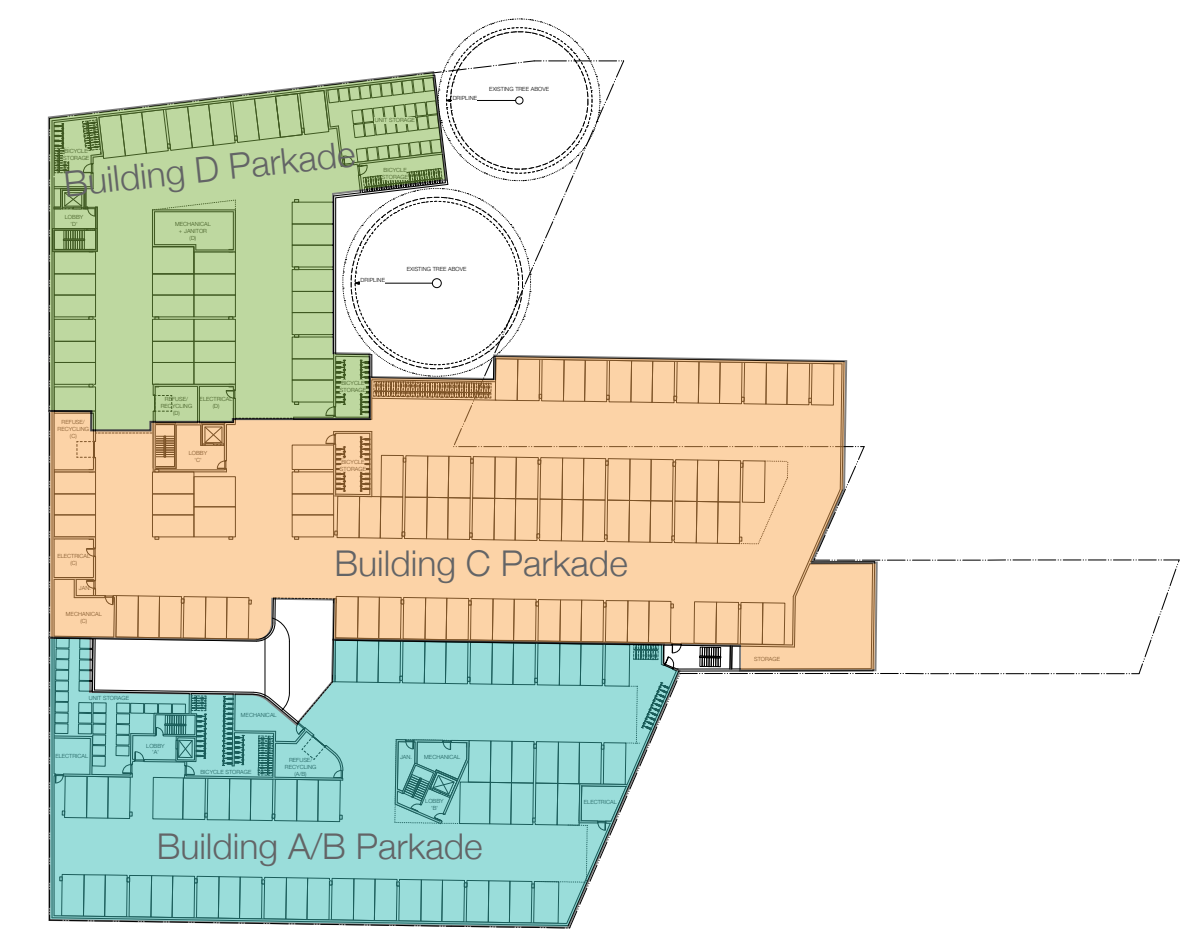 EXISTING TREE ABOVE
DRIPLINE
UNIT STORAGE
BICYCLE
STORAGE
Building D Parkade
BICYCLE
STORAGE
LOBBY
'D'
MECHANICAL
+ JANITOR
(D)
EXISTING TREE ABOVE
DRIPLINE
BICYCLE
STORAGE
REFUSE/
RECYCLING
(D)
ELECTRICAL
(D)
REFUSE/
RECYCLING
(C)
LOBBY
'C'
BICYCLE
STORAGE
ELECTRICAL
(C)
Building C Parkade
JAN.
MECHANICAL
(C)
STORAGE
UNIT STORAGE
MECHANICAL
LOBBY
'A'
ELECTRICAL
BICYCLE STORAGE
REFUSE/
RECYCLING
(A/B)
JAN.
MECHANICAL
LOBBY
'B'
ELECTRICAL
Building A/B Parkade